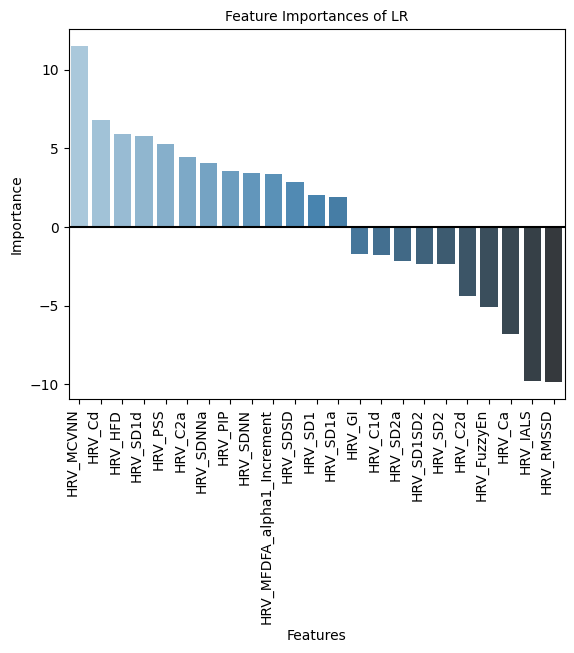 Feature Importances of LR
Importance
10
5
0
−5
−10
HRV_MCVNN
HRV_Cd
HRV_HFD
HRV_SD1d
HRV_PSS
HRV_C2a
HRV_SDNNa
HRV_PIP
HRV_SDNN
HRV_MFDFA_alpha1_Increment
HRV_SDSD
HRV_SD1
HRV_SD1a
HRV_GI
HRV_C1d
HRV_SD2a
HRV_SD1SD2
HRV_SD2
HRV_C2d
HRV_FuzzyEn
HRV_Ca
HRV_IALS
HRV_RMSSD
Features